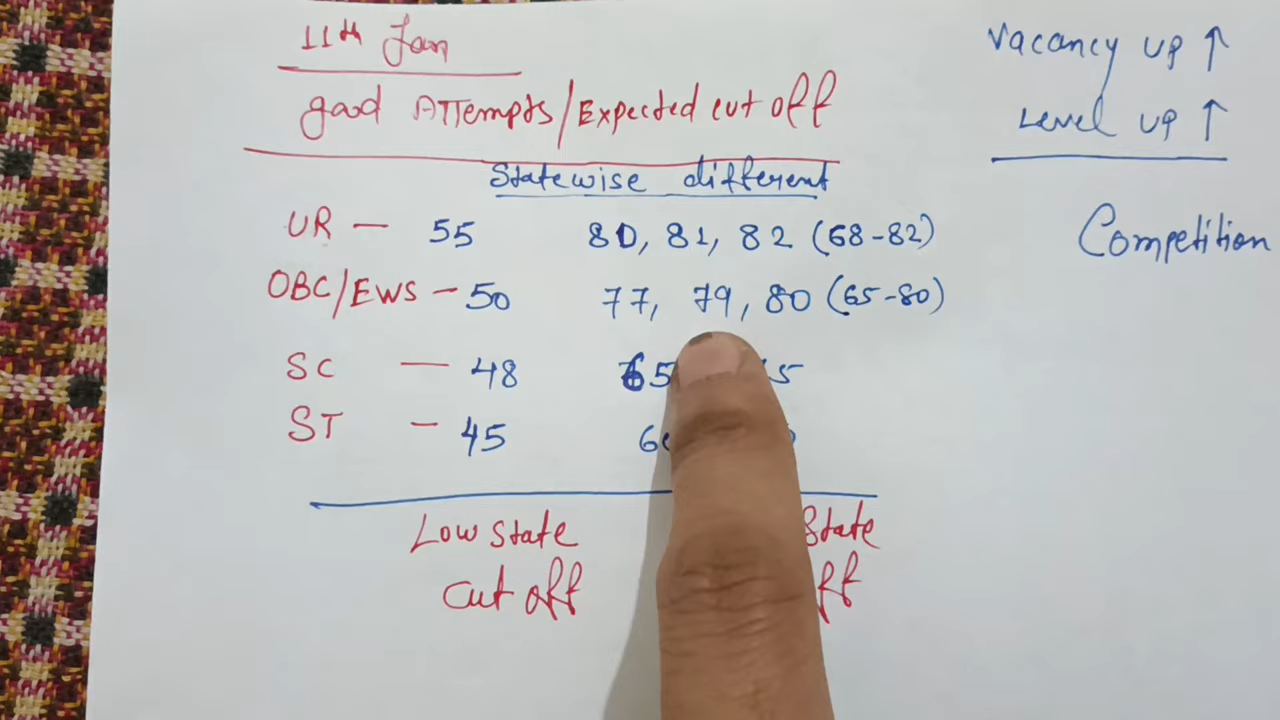 11th Jan
good Attempts/Expected cut off
Statewise different
UR - 55 80, 81, 82 (68-82)
OBC/EWS - 50 77, 79, 80 (65-80)
SC - 48
ST - 45
Low state State
cut off
Vacancy up ↑
Level up ↑
Competition